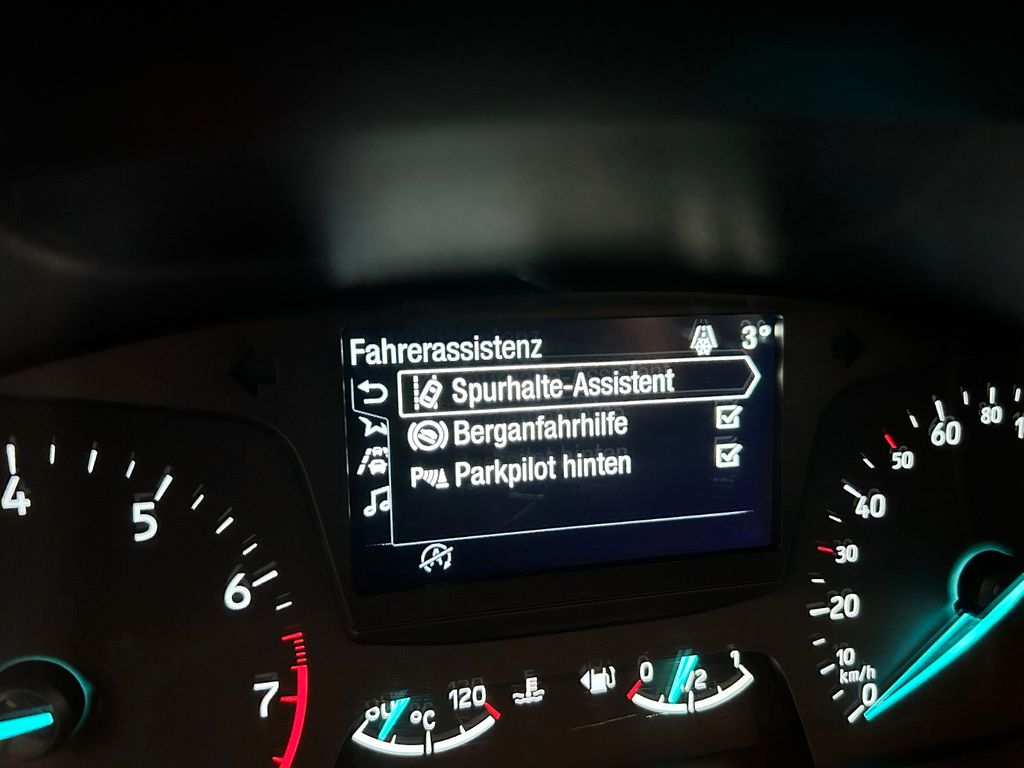 Fahrerassistenz 3°
Spurhalte-Assistent
Berganfahrhilfe
Parkpilot hinten
4
5
6
7
120
°C
0
1/2
1
0
10
km/h
20
30
40
50
60
80